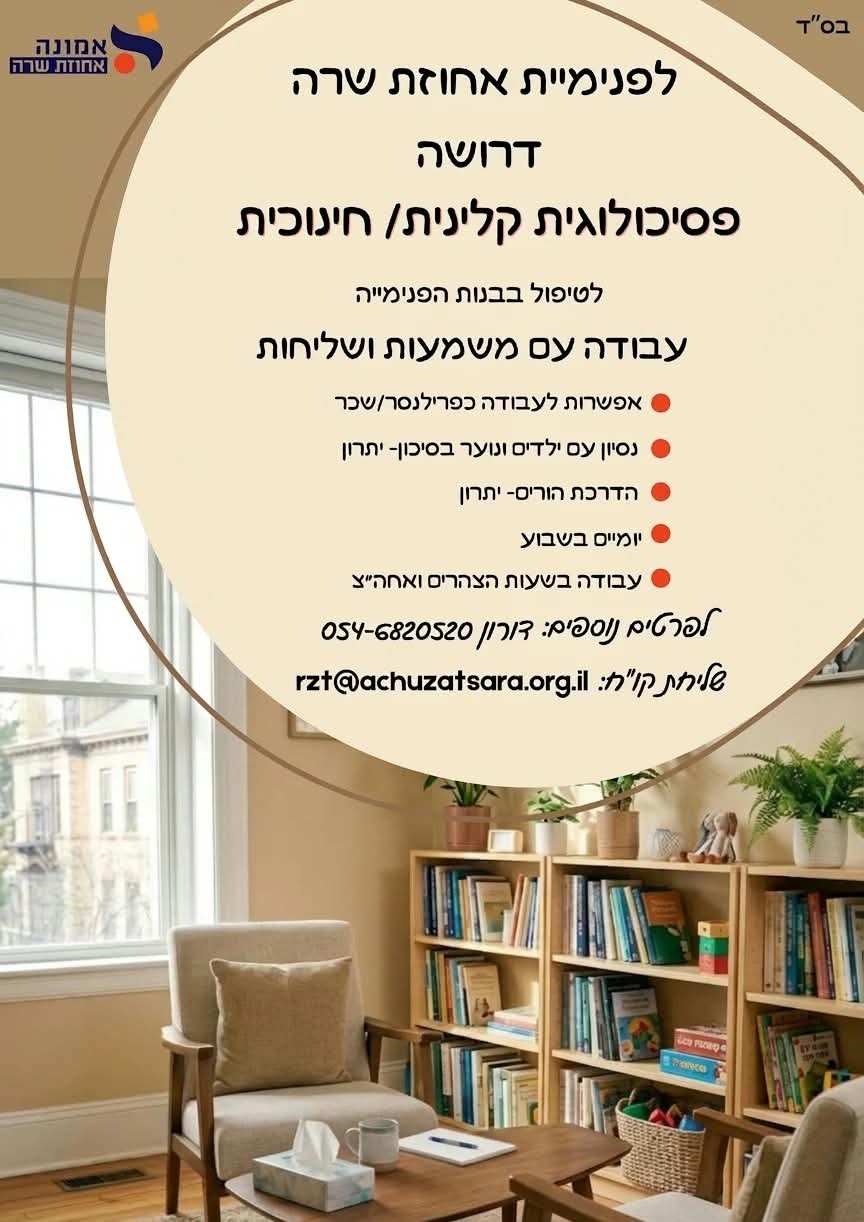 בס"ד
אמונה
אחוזת שרה
לפנימיית אחוזת שרה
דרושה
פסיכולוגית קלינית/ חינוכית
לטיפול בבנות הפנימייה
עבודה עם משמעות ושליחות
אפשרות לעבודה כפרילנסר/שכר
נסיון עם ילדים ונוער בסיכון- יתרון
הדרכת הורים- יתרון
יומיים בשבוע
עבודה בשעות הצהרים ואחה"צ
לפרטים נוספים: דורון 054-6820520
שליחת קו"ח: rzt@achuzatsara.org.il